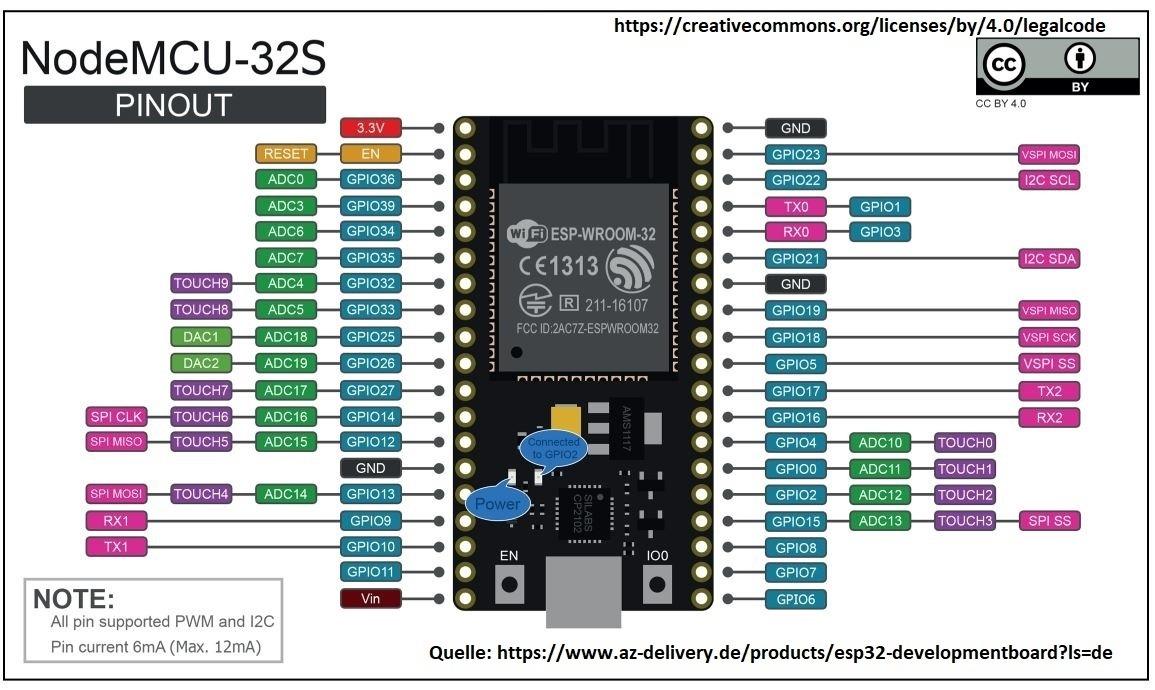 https://creativecommons.org/licenses/by/4.0/legalcode
NodeMCU-32S
PINOUT
cc BY
CC BY 4.0
3.3V GND
RESET EN GPIO23 VSPI MOSI
ADC0 GPIO36 GPIO22 I2C SCL
ADC3 GPIO39 TX0 GPIO1
ADC6 GPIO34 RX0 GPIO3
ADC7 GPIO35 GPIO21 I2C SDA
TOUCH9 ADC4 GPIO32 GND
TOUCH8 ADC5 GPIO33 GPIO19 VSPI MISO
DAC1 ADC18 GPIO25 GPIO18 VSPI SCK
DAC2 ADC19 GPIO26 GPIO5 VSPI SS
TOUCH7 ADC17 GPIO27 GPIO17 TX2
SPI CLK TOUCH6 ADC16 GPIO14 GPIO16 RX2
SPI MISO TOUCH5 ADC15 GPIO12 GPIO4 ADC10 TOUCH0
GND GPIO0 ADC11 TOUCH1
SPI MOSI TOUCH4 ADC14 GPIO13 GPIO2 ADC12 TOUCH2
RX1 GPIO9 GPIO15 ADC13 TOUCH3 SPI SS
TX1 GPIO10 GPIO8
GPIO11 GPIO7
Vin GPIO6
WiFi ESP-WROOM-32
CE1313
R 211-16107
FCC ID:2AC7Z-ESPWROOM32
AMS1117
Connected
to GPIO2
Power
SILABS
CP2102
EN IO0
NOTE:
All pin supported PWM and I2C
Pin current 6mA (Max. 12mA)
Quelle: https://www.az-delivery.de/products/esp32-developmentboard?ls=de